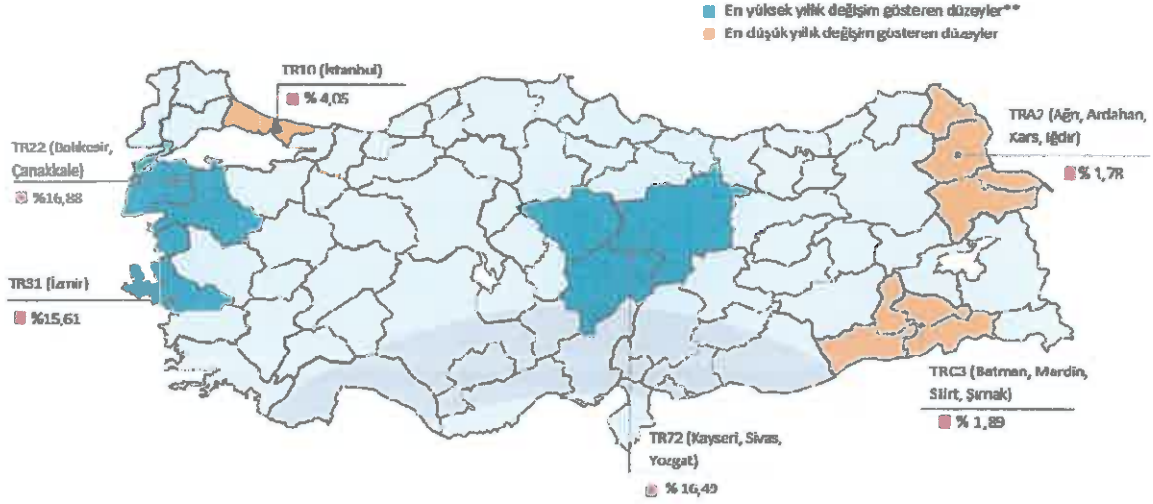 En yüksek yıllık değişim gösteren düzeyler**
En düşük yıllık değişim gösteren düzeyler
TR10 (İstanbul)
% 4,05
TR22 (Balıkesir,
Çanakkale)
%16,88
TR31 (İzmir)
%15,61
TRA2 (Ağrı, Ardahan,
Kars, Iğdır)
% 1,78
TRC3 (Batman, Mardin,
Siirt, Şırnak)
% 1,89
TR72 (Kayseri, Sivas,
Yozgat)
% 16,49